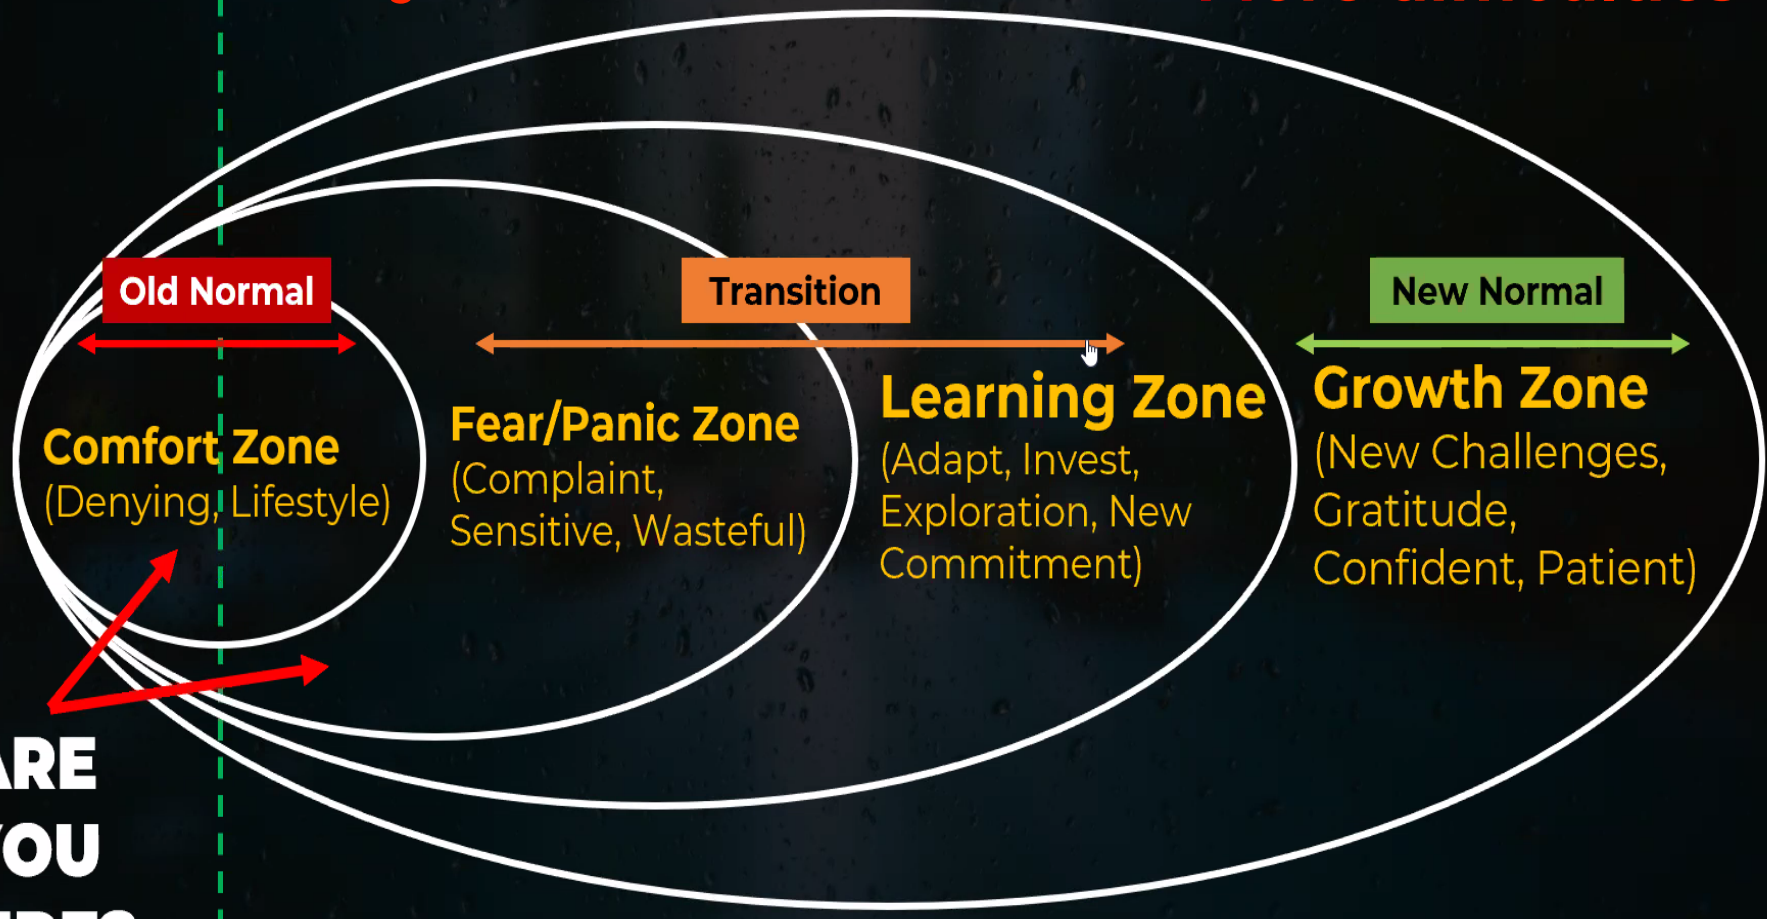 Old Normal
Transition
New Normal
Comfort Zone
(Denying, Lifestyle)
Fear/Panic Zone
(Complaint,
Sensitive, Wasteful)
Learning Zone
(Adapt, Invest,
Exploration, New
Commitment)
Growth Zone
(New Challenges,
Gratitude,
Confident, Patient)
ARE
YOU